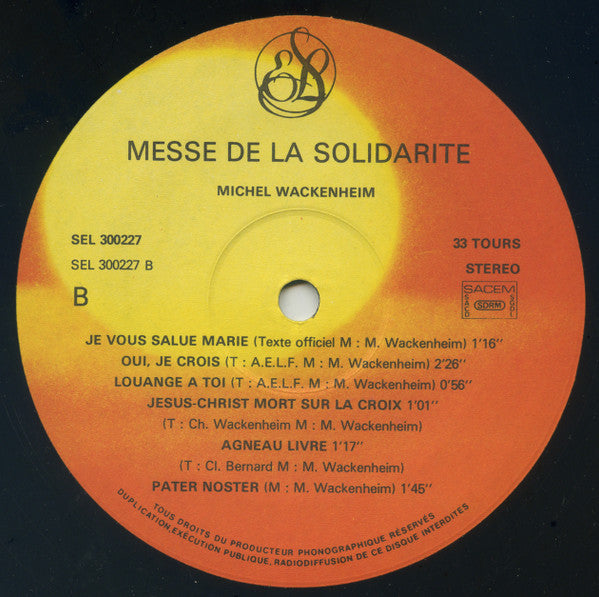 MESSE DE LA SOLIDARITE
MICHEL WACKENHEIM
SEL 300227
33 TOURS
SEL 300227 B
STEREO
B
SACEM
SACD
SDRM
SGDL
JE VOUS SALUE MARIE (Texte officiel M : M. Wackenheim) 1'16''
OUI, JE CROIS (T : A.E.L.F. M : M. Wackenheim) 2'26''
LOUANGE A TOI (T : A.E.L.F. M : M. Wackenheim) 0'56''
JESUS-CHRIST MORT SUR LA CROIX 1'01''
(T : Ch. Wackenheim M : M. Wackenheim)
AGNEAU LIVRE 1'17''
(T : Cl. Bernard M : M. Wackenheim)
PATER NOSTER (M : M. Wackenheim) 1'45''
TOUS DROITS DU PRODUCTEUR PHONOGRAPHIQUE RÉSERVÉS
DUPLICATION, EXÉCUTION PUBLIQUE, RADIODIFFUSION DE CE DISQUE INTERDITES